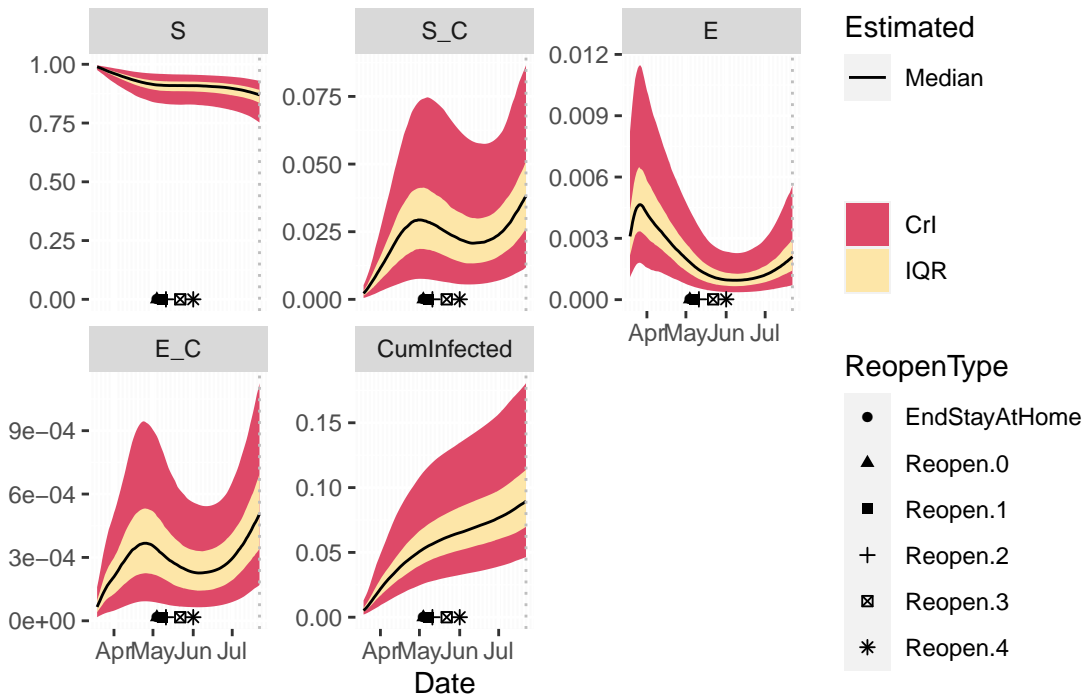 S
1.00
0.75
0.50
0.25
0.00
S_C
0.075
0.050
0.025
0.000
E
0.012
0.009
0.006
0.003
0.000
Apr May Jun Jul
E_C
9e−04
6e−04
3e−04
0e+00
Apr May Jun Jul
CumInfected
0.15
0.10
0.05
0.00
Apr May Jun Jul
Date
Estimated
Median
CrI
IQR
ReopenType
EndStayAtHome
Reopen.0
Reopen.1
Reopen.2
Reopen.3
Reopen.4